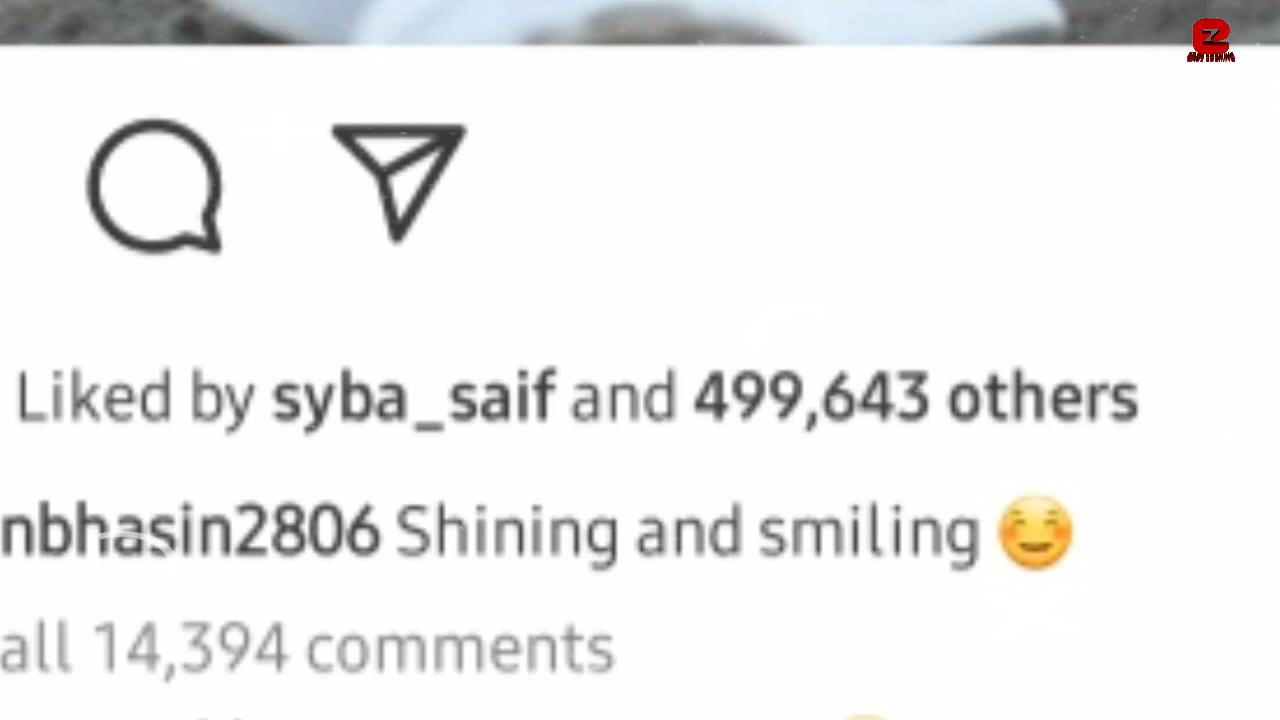 Liked by syba_saif and 499,643 others
nbhasin2806 Shining and smiling 😊
all 14,394 comments